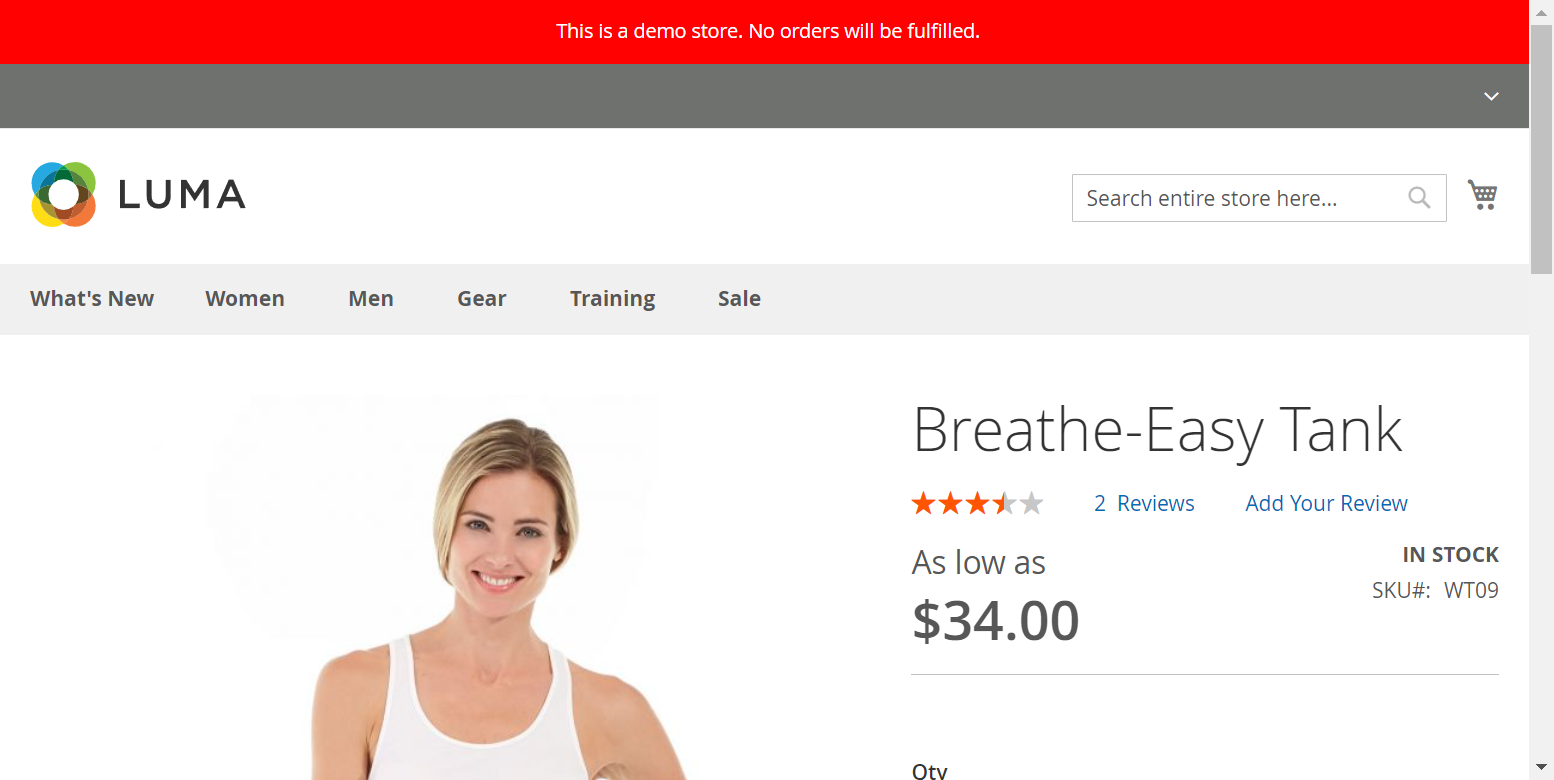 This is a demo store. No orders will be fulfilled.
LUMA
Search entire store here...
What's New Women Men Gear Training Sale
Breathe-Easy Tank
2 Reviews Add Your Review
As low as
IN STOCK
$34.00
SKU#: WT09
Qty